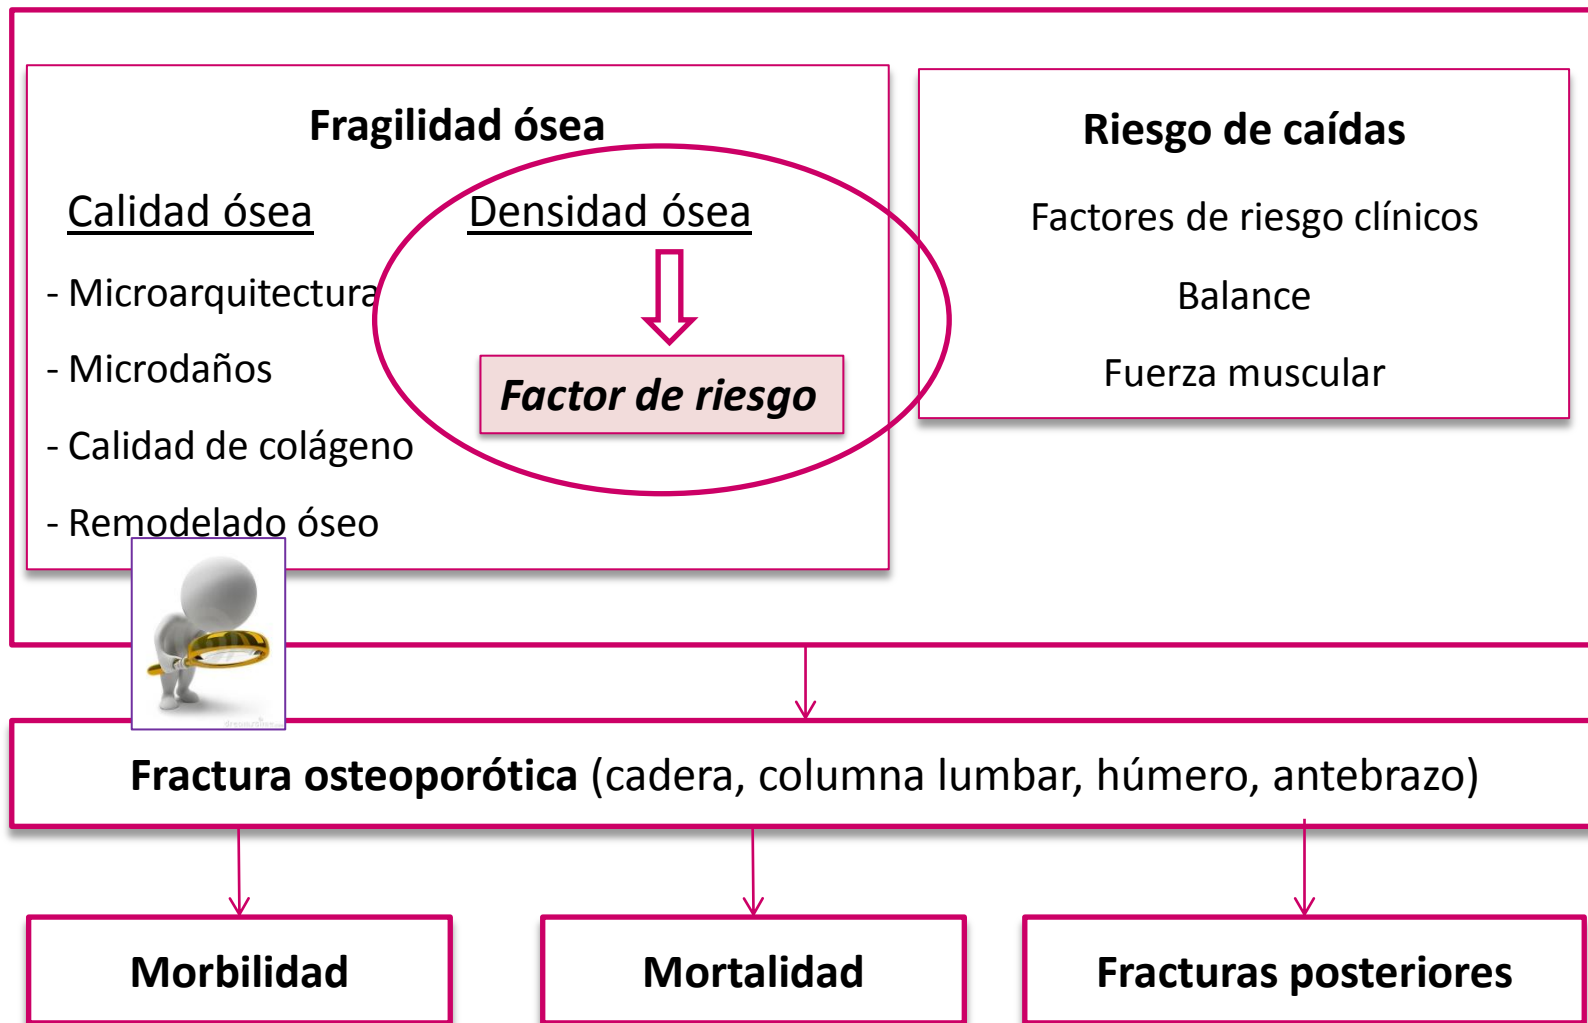 Fragilidad ósea
Calidad ósea
- Microarquitectura
- Microdaños
- Calidad de colágeno
- Remodelado óseo
Densidad ósea
Factor de riesgo
Riesgo de caídas
Factores de riesgo clínicos
Balance
Fuerza muscular
Fractura osteoporótica (cadera, columna lumbar, húmero, antebrazo)
Morbilidad
Mortalidad
Fracturas posteriores